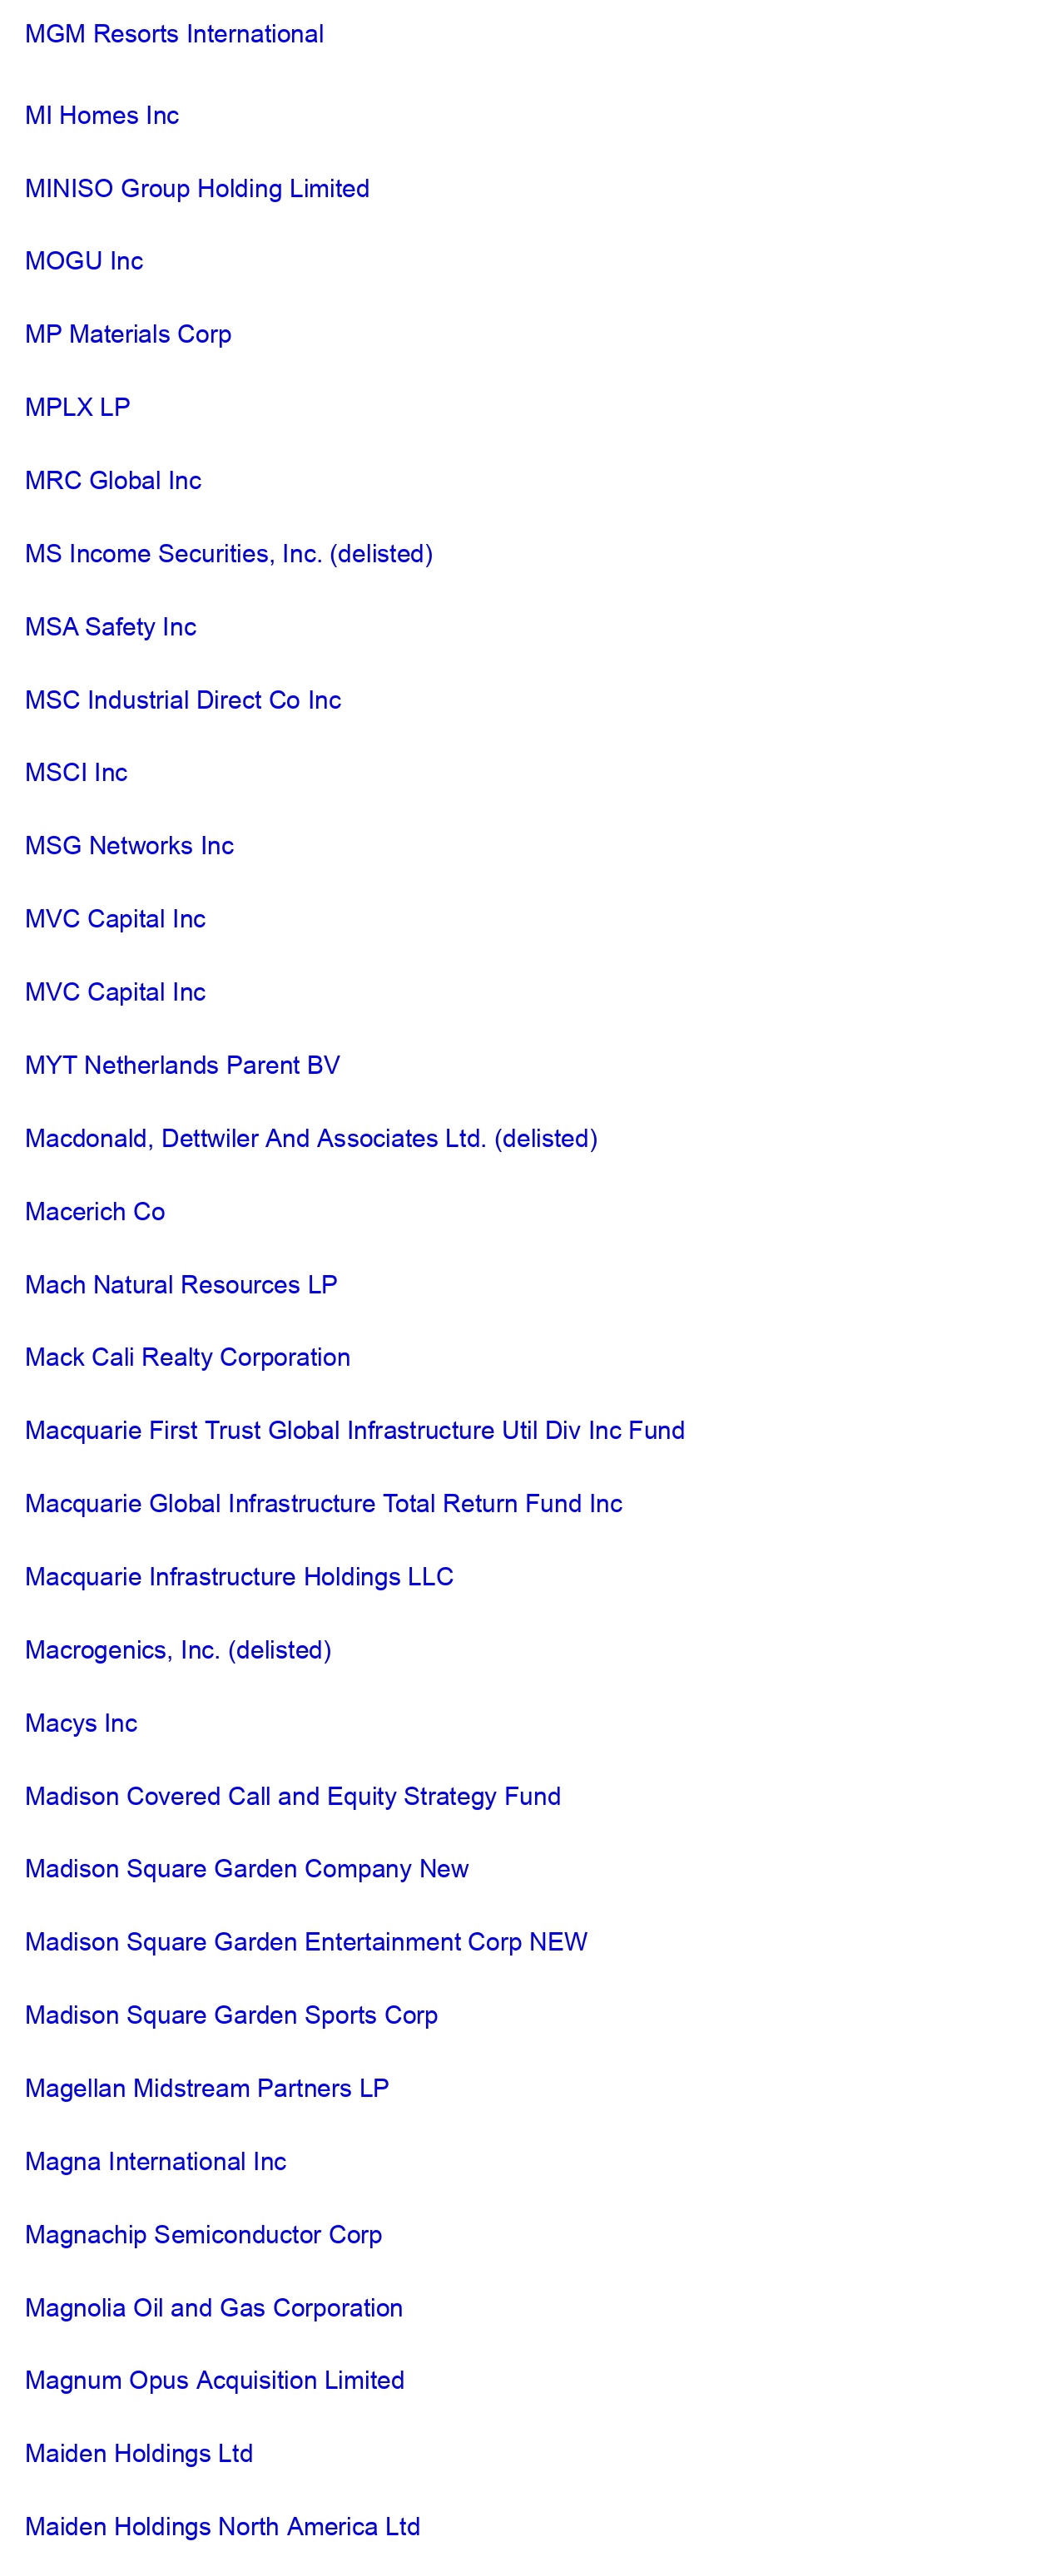 MGM Resorts International
MI Homes Inc
MINISO Group Holding Limited
MOGU Inc
MP Materials Corp
MPLX LP
MRC Global Inc
MS Income Securities, Inc. (delisted)
MSA Safety Inc
MSC Industrial Direct Co Inc
MSCI Inc
MSG Networks Inc
MVC Capital Inc
MVC Capital Inc
MYT Netherlands Parent BV
Macdonald, Dettwiler And Associates Ltd. (delisted)
Macerich Co
Mach Natural Resources LP
Mack Cali Realty Corporation
Macquarie First Trust Global Infrastructure Util Div Inc Fund
Macquarie Global Infrastructure Total Return Fund Inc
Macquarie Infrastructure Holdings LLC
Macrogenics, Inc. (delisted)
Macys Inc
Madison Covered Call and Equity Strategy Fund
Madison Square Garden Company New
Madison Square Garden Entertainment Corp NEW
Madison Square Garden Sports Corp
Magellan Midstream Partners LP
Magna International Inc
Magnachip Semiconductor Corp
Magnolia Oil and Gas Corporation
Magnum Opus Acquisition Limited
Maiden Holdings Ltd
Maiden Holdings North America Ltd